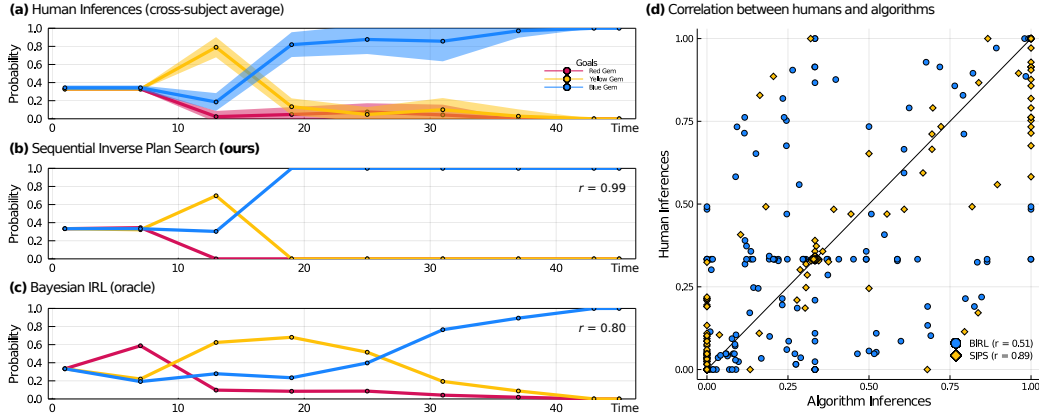 (a) Human Inferences (cross-subject average)
Probability
1.0
0.8
0.6
0.4
0.2
0.0
0
10
20
30
40
Time
Goals
Red Gem
Yellow Gem
Blue Gem
(b) Sequential Inverse Plan Search (ours)
Probability
1.0
0.8
0.6
0.4
0.2
0.0
0
10
20
30
40
Time
r = 0.99
(c) Bayesian IRL (oracle)
Probability
1.0
0.8
0.6
0.4
0.2
0.0
0
10
20
30
40
Time
r = 0.80
(d) Correlation between humans and algorithms
Human Inferences
1.00
0.75
0.50
0.25
0.00
0.00
0.25
0.50
0.75
1.00
Algorithm Inferences
BIRL (r = 0.51)
SIPS (r = 0.89)